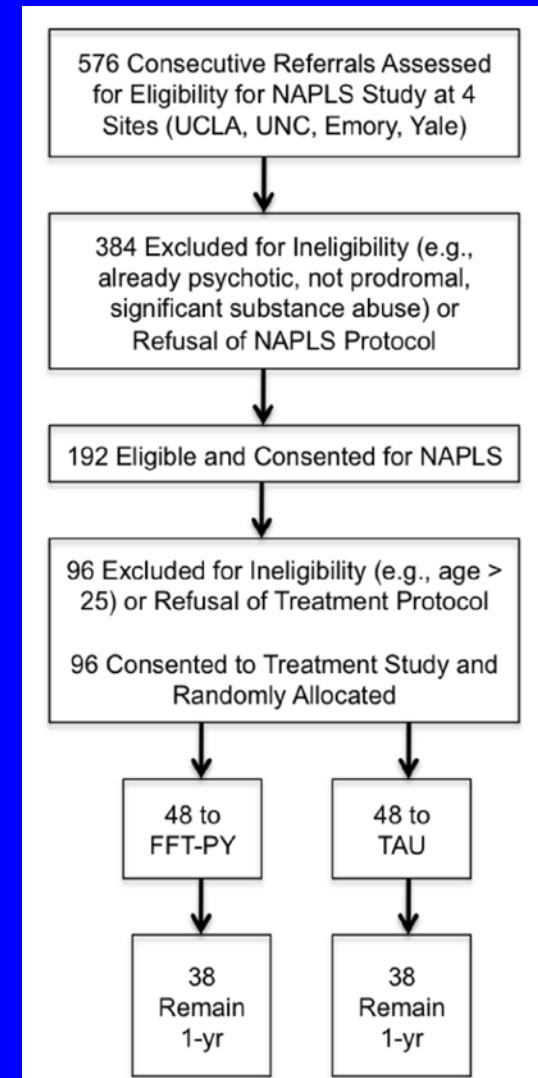 576 Consecutive Referrals Assessed
for Eligibility for NAPLS Study at 4
Sites (UCLA, UNC, Emory, Yale)
384 Excluded for Ineligibility (e.g.,
already psychotic, not prodromal,
significant substance abuse) or
Refusal of NAPLS Protocol
192 Eligible and Consented for NAPLS
96 Excluded for Ineligibility (e.g., age >
25) or Refusal of Treatment Protocol
96 Consented to Treatment Study and
Randomly Allocated
48 to
FFT-PY
48 to
TAU
38
Remain
1-yr
38
Remain
1-yr